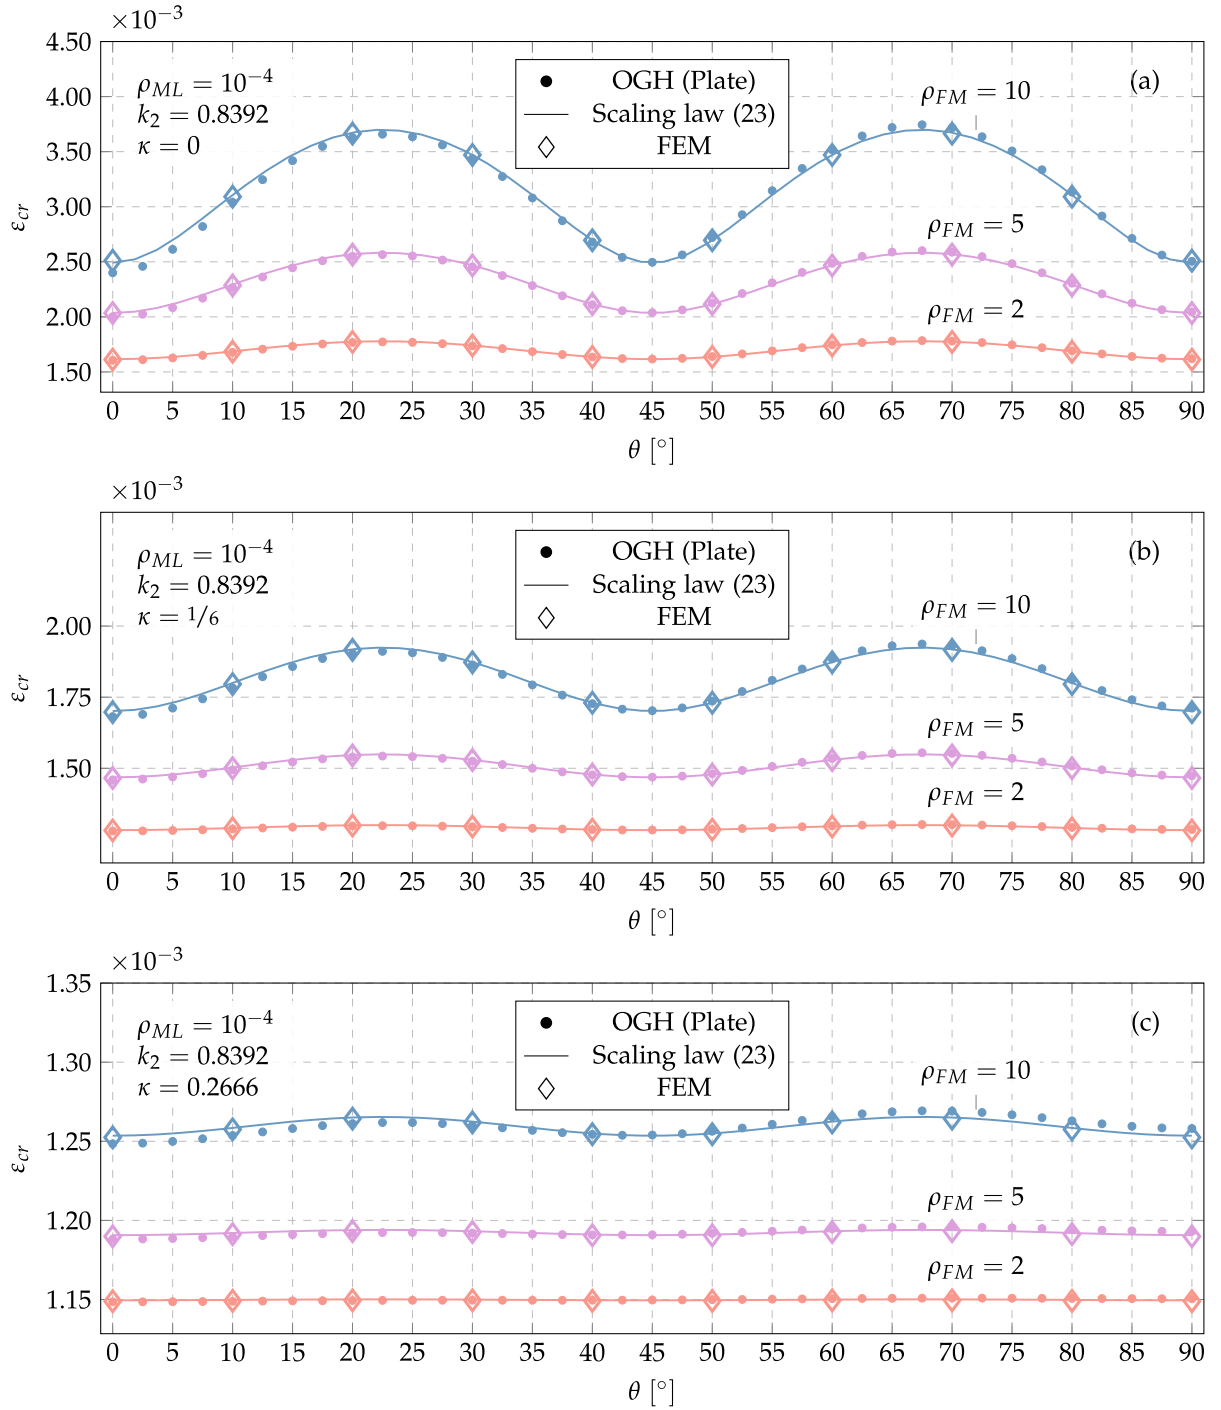 ×10⁻³
4.50
4.00
3.50
3.00
2.50
2.00
1.50
ε_cr
ρ_ML = 10⁻⁴
k₂ = 0.8392
κ = 0
OGH (Plate)
Scaling law (23)
FEM
(a)
ρ_FM = 10
ρ_FM = 5
ρ_FM = 2
0 5 10 15 20 25 30 35 40 45 50 55 60 65 70 75 80 85 90
θ [°]
×10⁻³
2.00
1.75
1.50
ε_cr
ρ_ML = 10⁻⁴
k₂ = 0.8392
κ = 1/6
OGH (Plate)
Scaling law (23)
FEM
(b)
ρ_FM = 10
ρ_FM = 5
ρ_FM = 2
0 5 10 15 20 25 30 35 40 45 50 55 60 65 70 75 80 85 90
θ [°]
×10⁻³
1.35
1.30
1.25
1.20
1.15
ε_cr
ρ_ML = 10⁻⁴
k₂ = 0.8392
κ = 0.2666
OGH (Plate)
Scaling law (23)
FEM
(c)
ρ_FM = 10
ρ_FM = 5
ρ_FM = 2
0 5 10 15 20 25 30 35 40 45 50 55 60 65 70 75 80 85 90
θ [°]